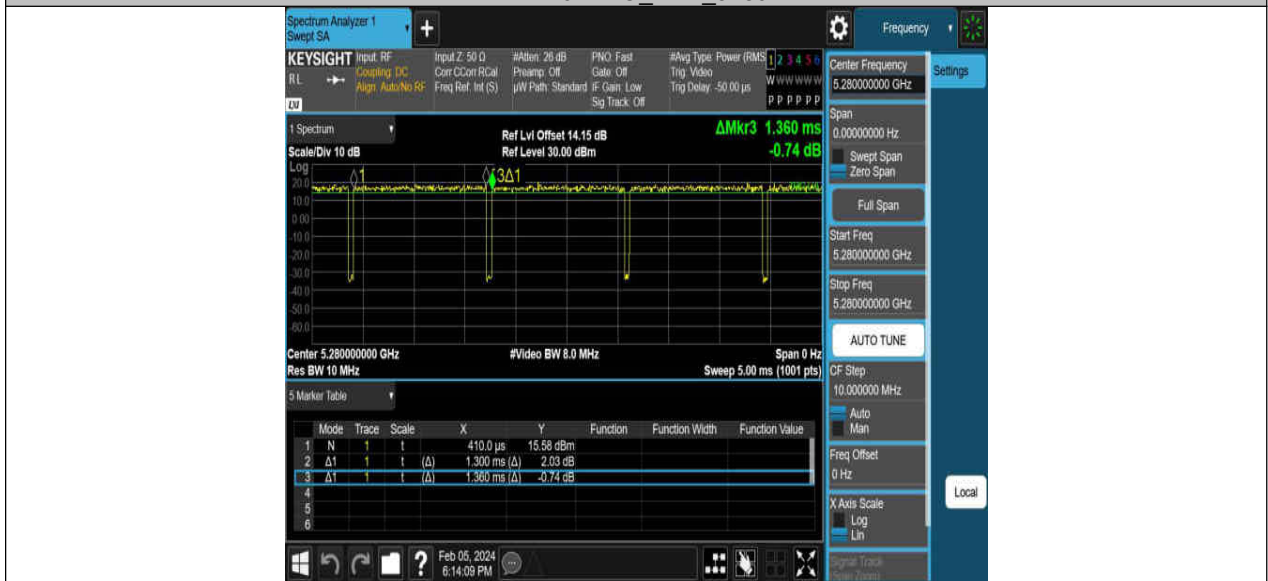 Spectrum Analyzer 1
Swept SA
+
Frequency
KEYSIGHT
RL
LXI
Input: RF
Coupling: DC
Align: Auto/No RF
Input Z: 50 Ω
Corr CCorr RCal
Freq Ref: Int (S)
#Atten: 26 dB
Preamp: Off
µW Path: Standard
PNO: Fast
Gate: Off
IF Gain: Low
Sig Track: Off
#Avg Type: Power (RMS
Trig: Video
Trig Delay: -50.00 µs
1 2 3 4 5 6
W W W W W W
P P P P P P
Center Frequency
5.280000000 GHz
Settings
Span
0.00000000 Hz
Swept Span
Zero Span
Full Span
Start Freq
5.280000000 GHz
Stop Freq
5.280000000 GHz
AUTO TUNE
CF Step
10.000000 MHz
Auto
Man
Freq Offset
0 Hz
X Axis Scale
Log
Lin
Signal Track
(Span Zoom)
Local
1 Spectrum
Scale/Div 10 dB
Ref Lvl Offset 14.15 dB
Ref Level 30.00 dBm
ΔMkr3 1.360 ms
-0.74 dB
Log
20.0
10.0
0.00
-10.0
-20.0
-30.0
-40.0
-50.0
-60.0
1
3Δ1
Center 5.280000000 GHz
Res BW 10 MHz
#Video BW 8.0 MHz
Span 0 Hz
Sweep 5.00 ms (1001 pts)
5 Marker Table
Mode Trace Scale X Y Function Function Width Function Value
1 N 1 t 410.0 µs 15.58 dBm
2 Δ1 1 t (Δ) 1.300 ms (Δ) 2.03 dB
3 Δ1 1 t (Δ) 1.360 ms (Δ) -0.74 dB
4
5
6
?
Feb 05, 2024
6:14:09 PM